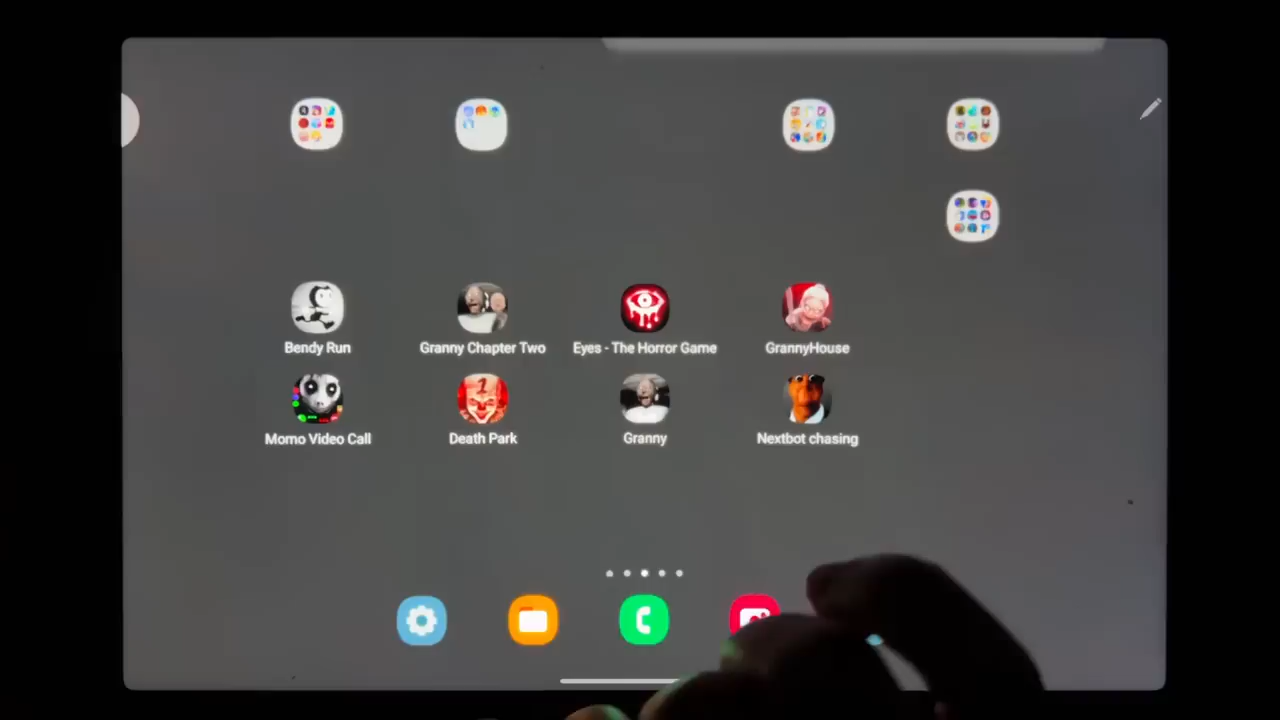 Bendy Run
Granny Chapter Two
Eyes - The Horror Game
GrannyHouse
Momo Video Call
Death Park
Granny
Nextbot chasing